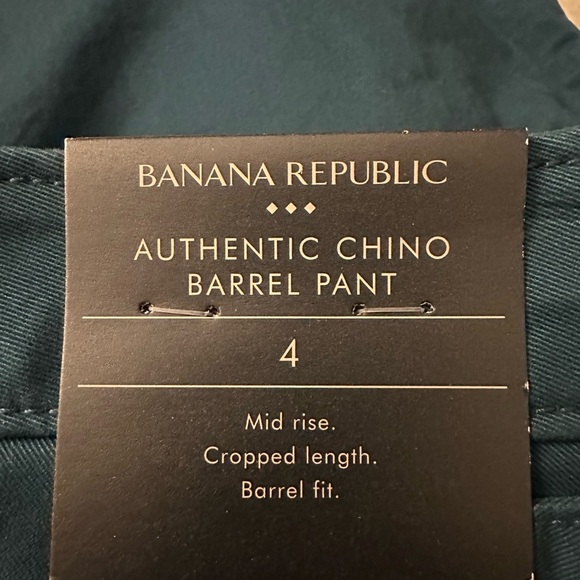 BANANA REPUBLIC
AUTHENTIC CHINO
BARREL PANT
4
Mid rise.
Cropped length.
Barrel fit.